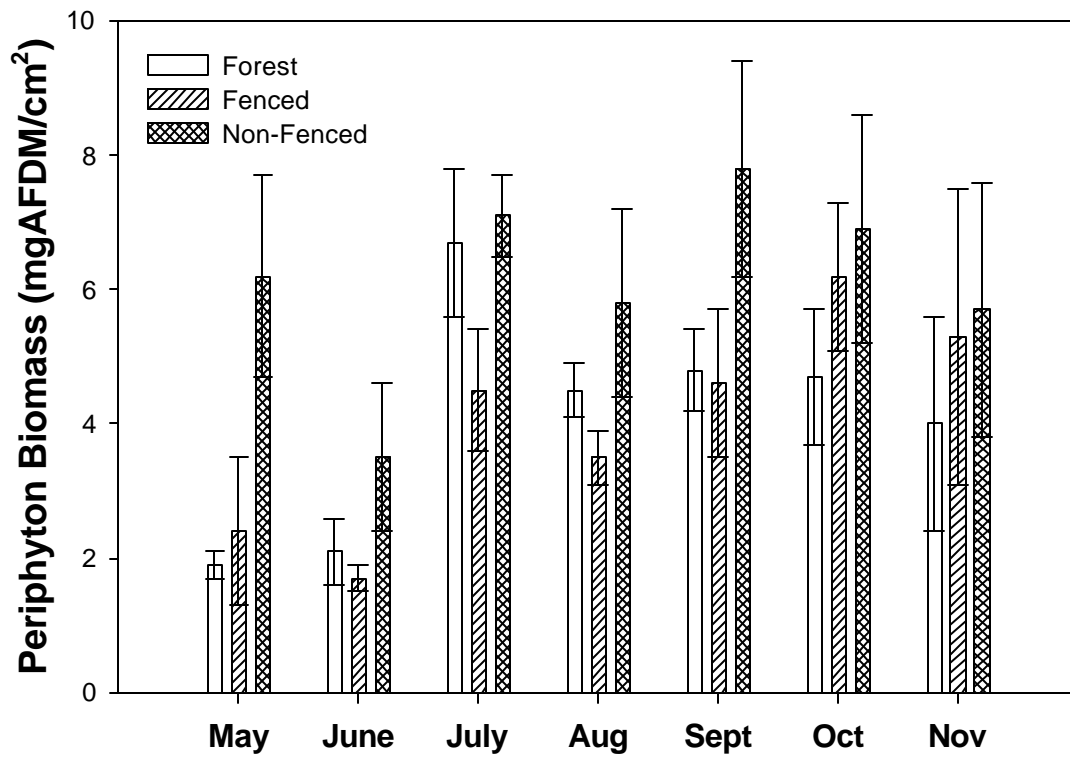 Periphyton Biomass (mgAFDM/cm²)
10
8
6
4
2
0
Forest
Fenced
Non-Fenced
May June July Aug Sept Oct Nov